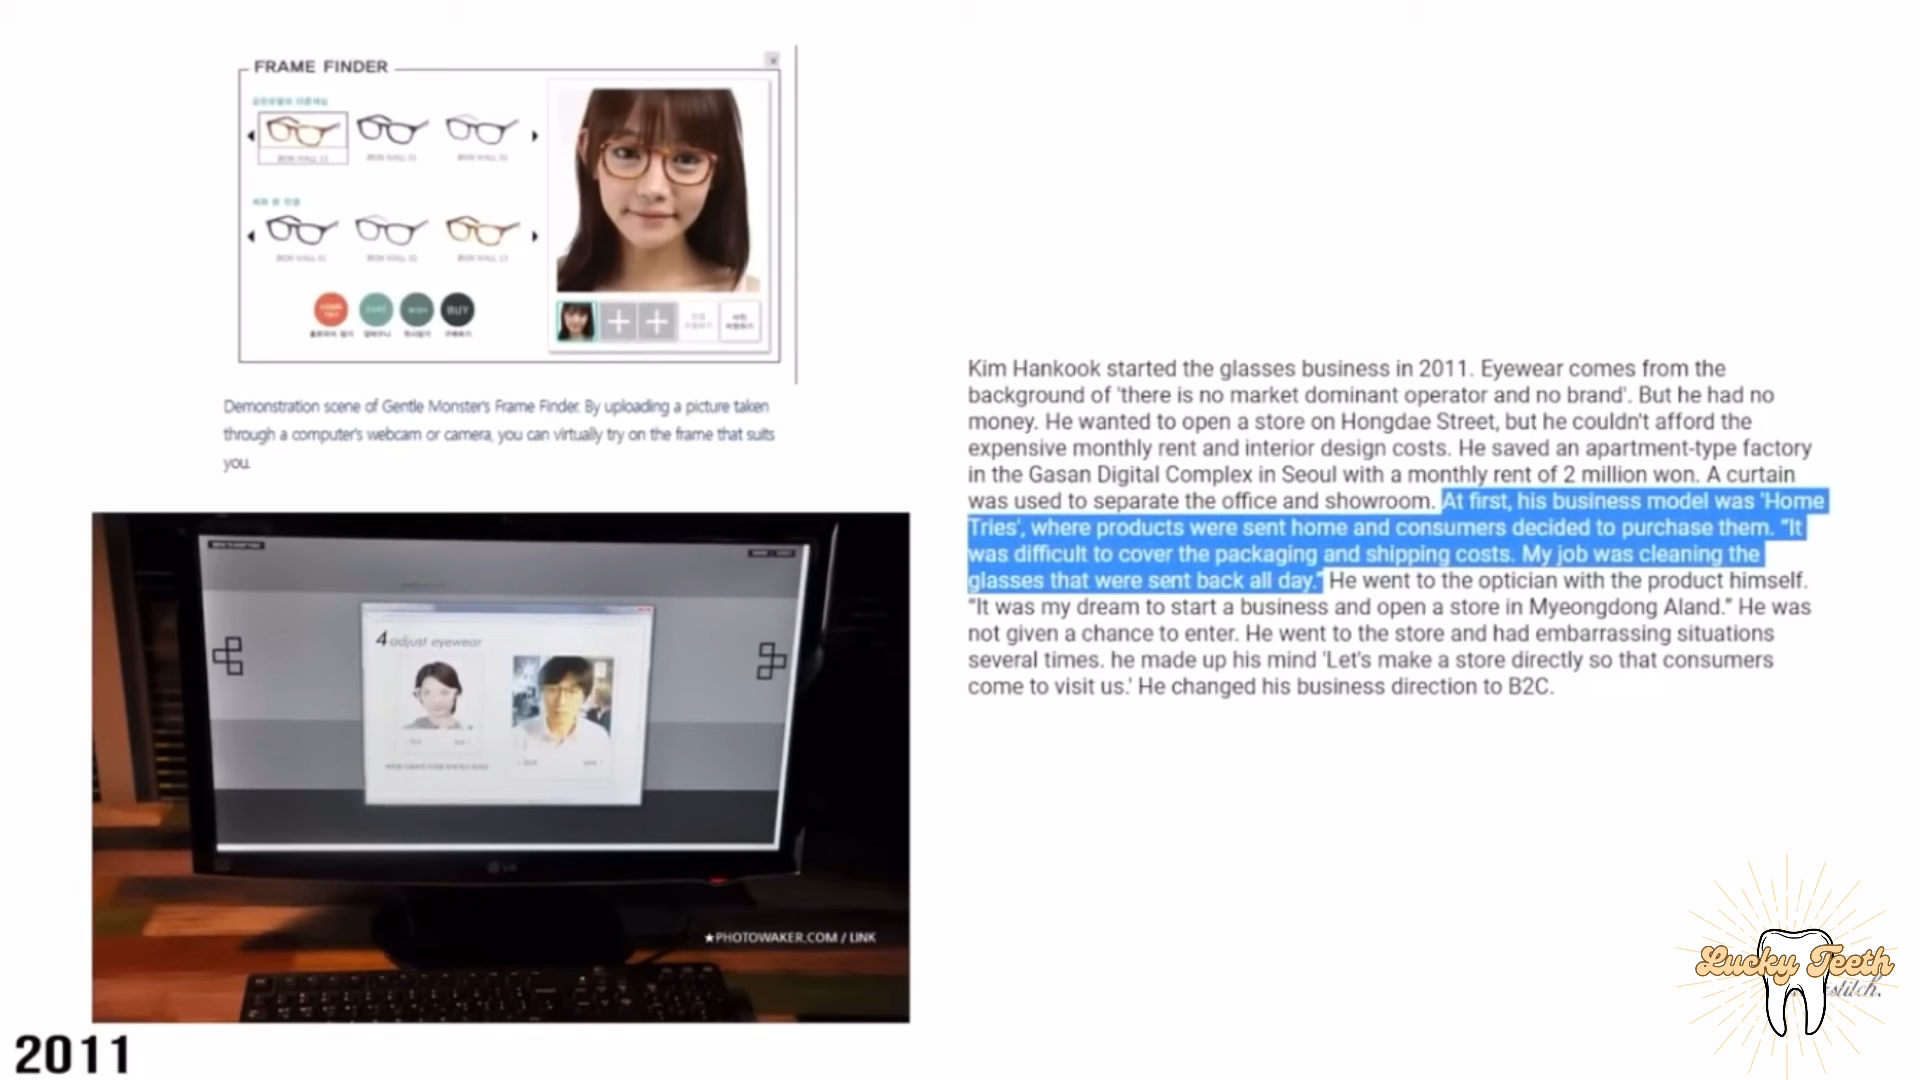 FRAME FINDER
x
BUY
Demonstration scene of Gentle Monster's Frame Finder. By uploading a picture taken
through a computer's webcam or camera, you can virtually try on the frame that suits
you.
4 adjust eyewear
LG
★PHOTOWAKER.COM / LINK
2011
Kim Hankook started the glasses business in 2011. Eyewear comes from the
background of 'there is no market dominant operator and no brand'. But he had no
money. He wanted to open a store on Hongdae Street, but he couldn't afford the
expensive monthly rent and interior design costs. He saved an apartment-type factory
in the Gasan Digital Complex in Seoul with a monthly rent of 2 million won. A curtain
was used to separate the office and showroom. At first, his business model was 'Home
Tries', where products were sent home and consumers decided to purchase them. “It
was difficult to cover the packaging and shipping costs. My job was cleaning the
glasses that were sent back all day.” He went to the optician with the product himself.
“It was my dream to start a business and open a store in Myeongdong Aland.” He was
not given a chance to enter. He went to the store and had embarrassing situations
several times. he made up his mind 'Let's make a store directly so that consumers
come to visit us.' He changed his business direction to B2C.
Lucky Teeth
stitch.